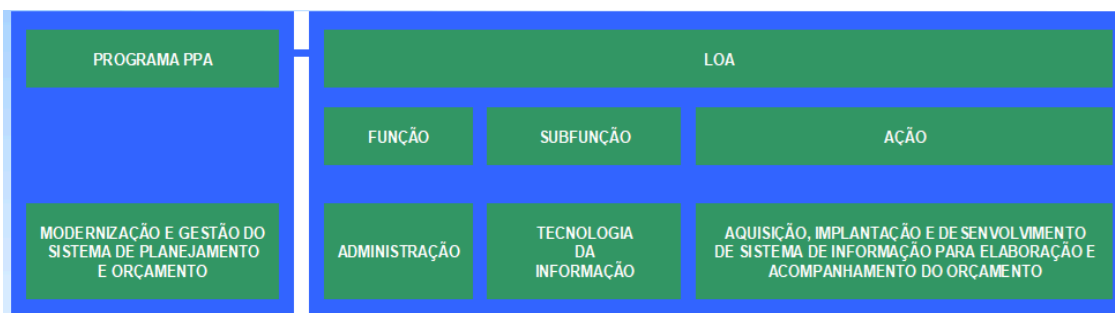 PROGRAMA PPA
LOA
FUNÇÃO
SUBFUNÇÃO
AÇÃO
MODERNIZAÇÃO E GESTÃO DO
SISTEMA DE PLANEJAMENTO
E ORÇAMENTO
ADMINISTRAÇÃO
TECNOLOGIA
DA
INFORMAÇÃO
AQUISIÇÃO, IMPLANTAÇÃO E DESENVOLVIMENTO
DE SISTEMA DE INFORMAÇÃO PARA ELABORAÇÃO E
ACOMPANHAMENTO DO ORÇAMENTO